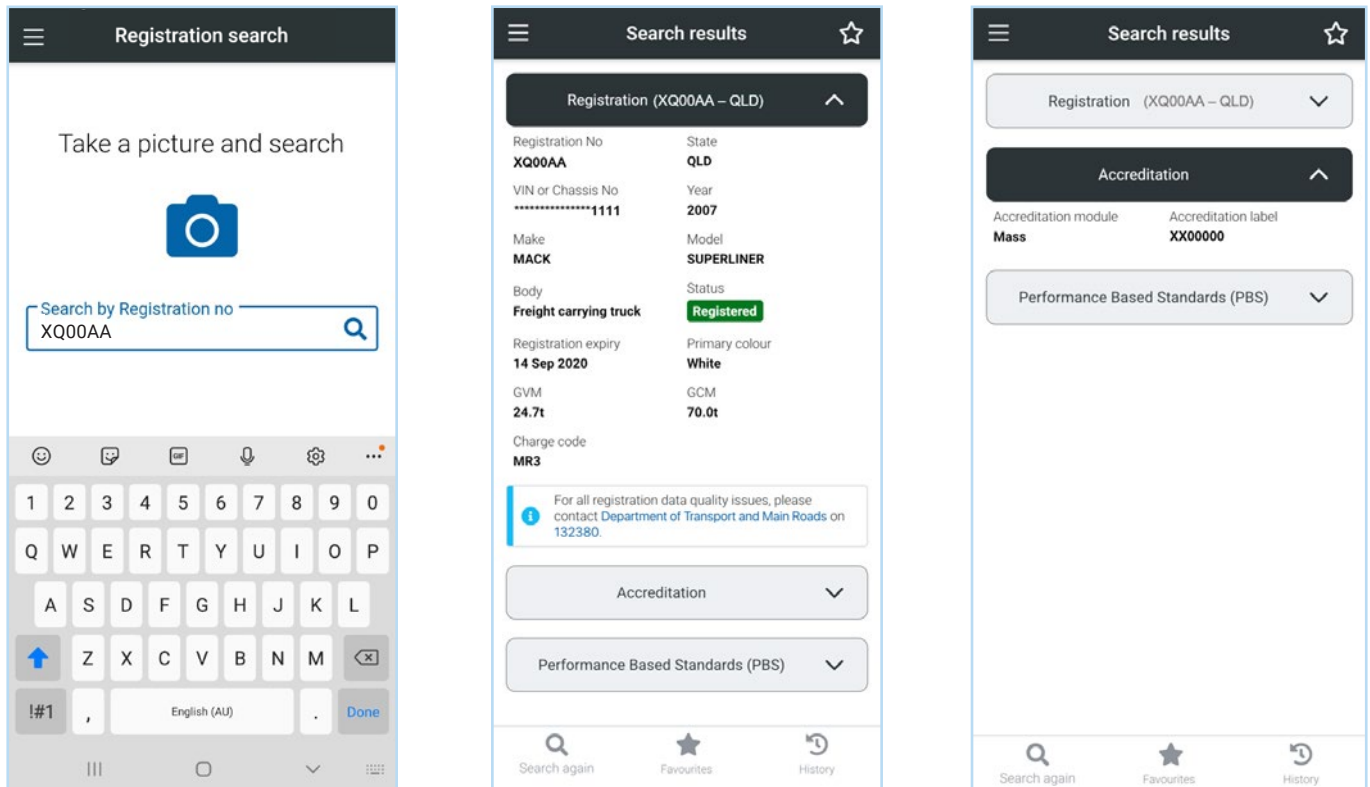 Registration search
Take a picture and search
Search by Registration no
XQ00AA
GIF
1 2 3 4 5 6 7 8 9 0
Q W E R T Y U I O P
A S D F G H J K L
Z X C V B N M
!#1 , English (AU) . Done
Search results
Registration (XQ00AA – QLD)
Registration No State
XQ00AA QLD
VIN or Chassis No Year
***************1111 2007
Make Model
MACK SUPERLINER
Body Status
Freight carrying truck Registered
Registration expiry Primary colour
14 Sep 2020 White
GVM GCM
24.7t 70.0t
Charge code
MR3
For all registration data quality issues, please
contact Department of Transport and Main Roads on
132380.
Accreditation
Performance Based Standards (PBS)
Search again Favourites History
Search results
Registration (XQ00AA – QLD)
Accreditation
Accreditation module Accreditation label
Mass XX00000
Performance Based Standards (PBS)
Search again Favourites History